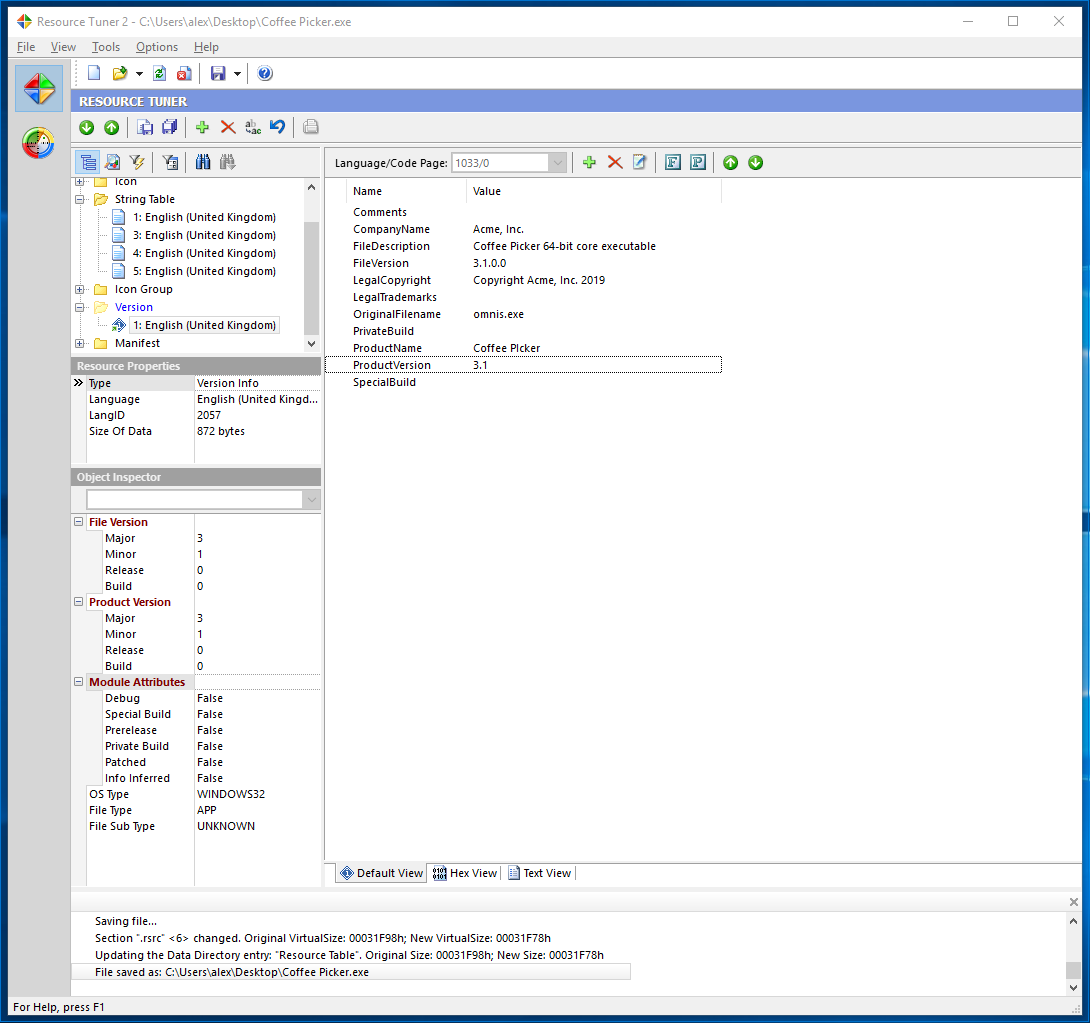 Resource Tuner 2 - C:\Users\alex\Desktop\Coffee Picker.exe
File View Tools Options Help
RESOURCE TUNER
Icon
String Table
1: English (United Kingdom)
3: English (United Kingdom)
4: English (United Kingdom)
5: English (United Kingdom)
Icon Group
Version
1: English (United Kingdom)
Manifest
Resource Properties
Type Version Info
Language English (United Kingd...
LangID 2057
Size Of Data 872 bytes
Object Inspector
File Version
Major 3
Minor 1
Release 0
Build 0
Product Version
Major 3
Minor 1
Release 0
Build 0
Module Attributes
Debug False
Special Build False
Prerelease False
Private Build False
Patched False
Info Inferred False
OS Type WINDOWS32
File Type APP
File Sub Type UNKNOWN
Language/Code Page: 1033/0
F P
Name Value
Comments
CompanyName Acme, Inc.
FileDescription Coffee Picker 64-bit core executable
FileVersion 3.1.0.0
LegalCopyright Copyright Acme, Inc. 2019
LegalTrademarks
OriginalFilename omnis.exe
PrivateBuild
ProductName Coffee PIcker
ProductVersion 3.1
SpecialBuild
Default View Hex View Text View
Saving file...
Section ".rsrc" <6> changed. Original VirtualSize: 00031F98h; New VirtualSize: 00031F78h
Updating the Data Directory entry: "Resource Table". Original Size: 00031F98h; New Size: 00031F78h
File saved as: C:\Users\alex\Desktop\Coffee Picker.exe
For Help, press F1